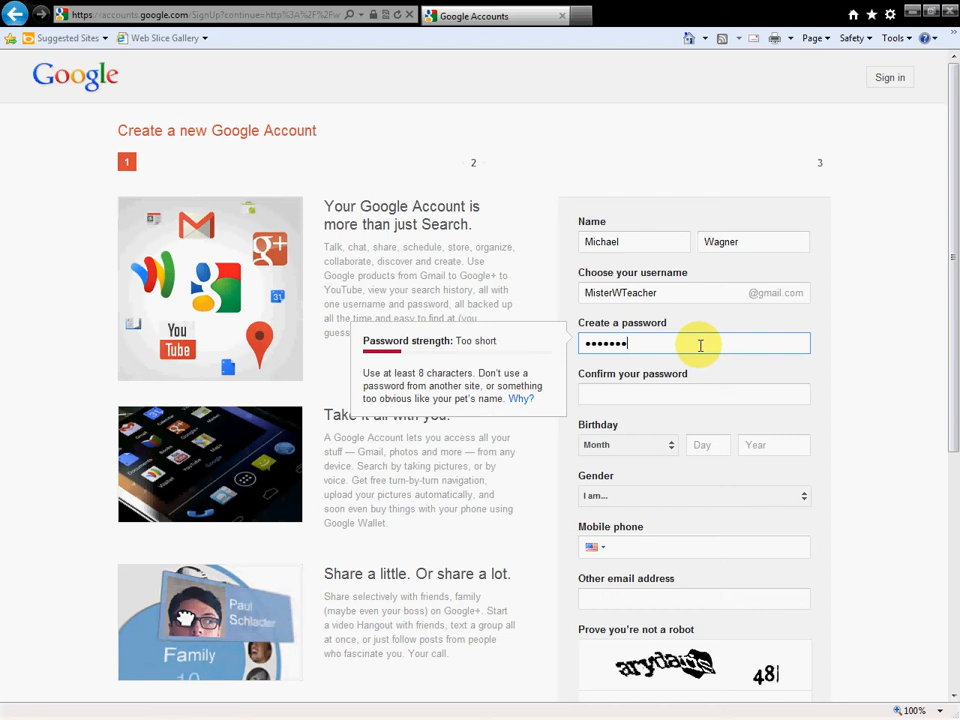 https://accounts.google.com/SignUp?continue=http%3A%2F%2Fw
Google Accounts
Suggested Sites
Web Slice Gallery
Page
Safety
Tools
Google
Sign in
Create a new Google Account
1
2
3
Your Google Account is
more than just Search.
Talk, chat, share, schedule, store, organize,
collaborate, discover and create. Use
Google products from Gmail to Google+ to
YouTube, view your search history, all with
one username and password, all backed up
all the time and easy to find at (you
guess
Name
Michael
Wagner
Choose your username
MisterWTeacher
@gmail.com
Create a password
•••••••
Password strength: Too short
Use at least 8 characters. Don't use a
password from another site, or something
too obvious like your pet's name. Why?
Confirm your password
Birthday
Month
Day
Year
Gender
I am...
Mobile phone
Other email address
Prove you're not a robot
48
You
Tube
g+
31
Take it all with you.
A Google Account lets you access all your
stuff — Gmail, photos and more — from any
device. Search by taking pictures, or by
voice. Get free turn-by-turn navigation,
upload your pictures automatically, and
soon even buy things with your phone using
Google Wallet.
Share a little. Or share a lot.
Share selectively with friends, family
(maybe even your boss) on Google+. Start
a video Hangout with friends, text a group all
at once, or just follow posts from people
who fascinate you. Your call.
Paul
Schlacter
Family
10
100%